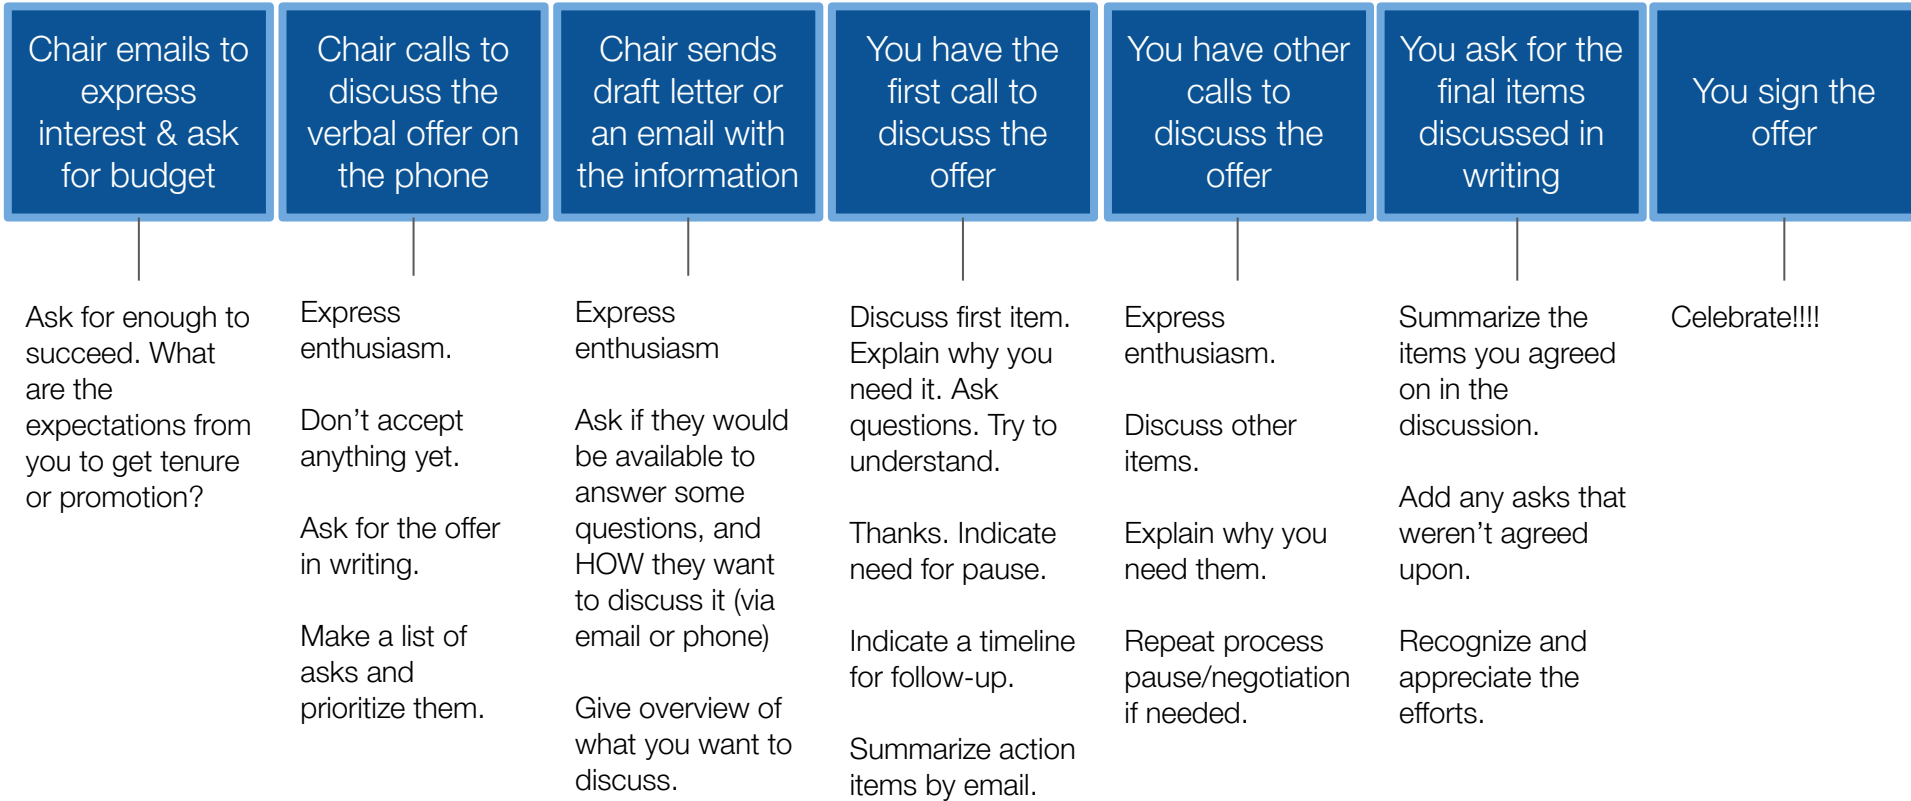 Chair emails to
express
interest & ask
for budget
Ask for enough to
succeed. What
are the
expectations from
you to get tenure
or promotion?
Chair calls to
discuss the
verbal offer on
the phone
Express
enthusiasm.
Don’t accept
anything yet.
Ask for the offer
in writing.
Make a list of
asks and
prioritize them.
Chair sends
draft letter or
an email with
the information
Express
enthusiasm
Ask if they would
be available to
answer some
questions, and
HOW they want
to discuss it (via
email or phone)
Give overview of
what you want to
discuss.
You have the
first call to
discuss the
offer
Discuss first item.
Explain why you
need it. Ask
questions. Try to
understand.
Thanks. Indicate
need for pause.
Indicate a timeline
for follow-up.
Summarize action
items by email.
You have other
calls to
discuss the
offer
Express
enthusiasm.
Discuss other
items.
Explain why you
need them.
Repeat process
pause/negotiation
if needed.
You ask for the
final items
discussed in
writing
Summarize the
items you agreed
on in the
discussion.
Add any asks that
weren’t agreed
upon.
Recognize and
appreciate the
efforts.
You sign the
offer
Celebrate!!!!